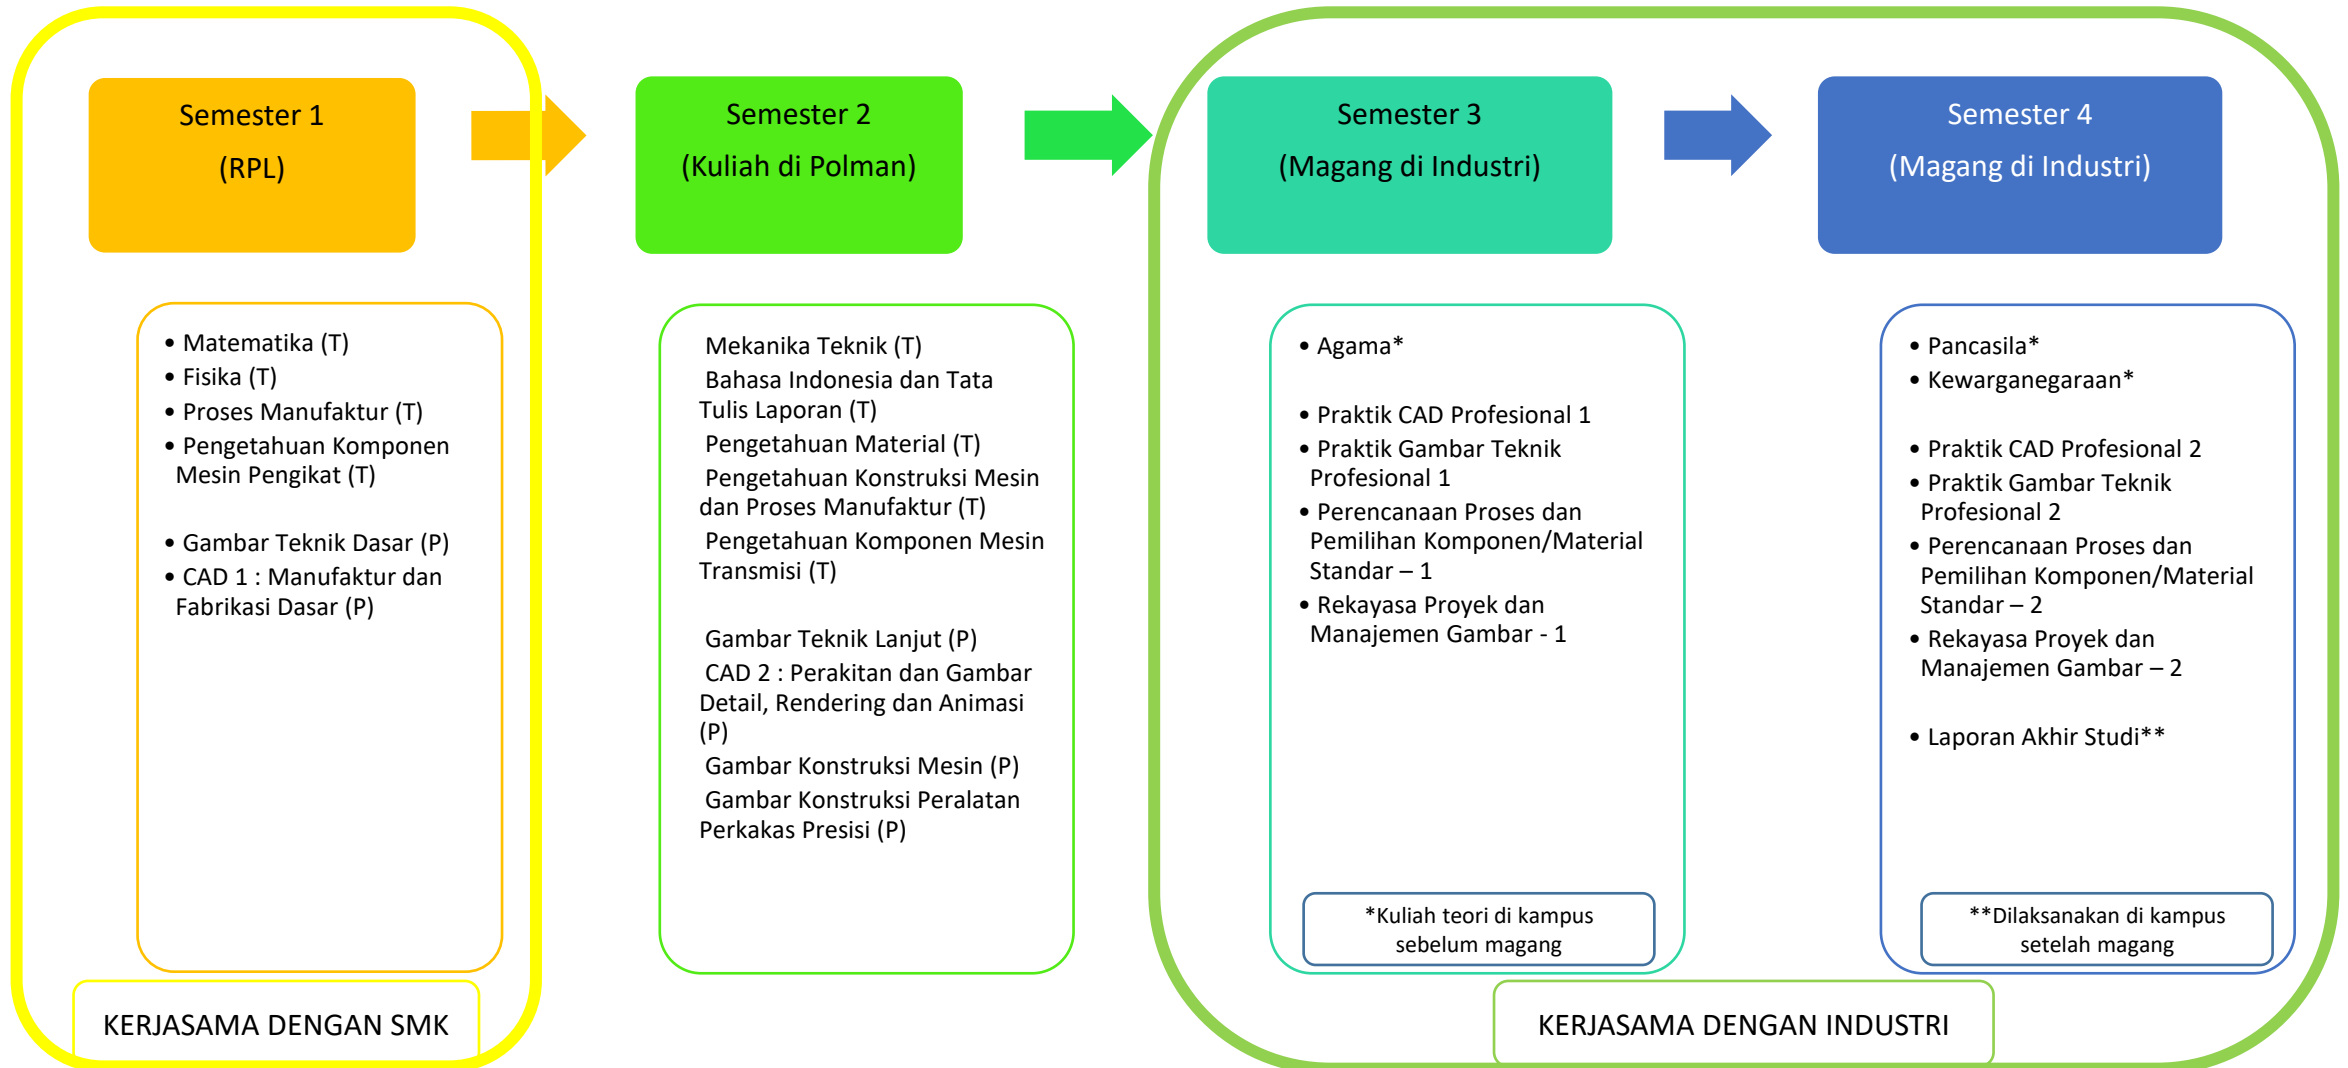 Semester 1
(RPL)
• Matematika (T)
• Fisika (T)
• Proses Manufaktur (T)
• Pengetahuan Komponen
Mesin Pengikat (T)
• Gambar Teknik Dasar (P)
• CAD 1 : Manufaktur dan
Fabrikasi Dasar (P)
KERJASAMA DENGAN SMK
Semester 2
(Kuliah di Polman)
Mekanika Teknik (T)
Bahasa Indonesia dan Tata
Tulis Laporan (T)
Pengetahuan Material (T)
Pengetahuan Konstruksi Mesin
dan Proses Manufaktur (T)
Pengetahuan Komponen Mesin
Transmisi (T)
Gambar Teknik Lanjut (P)
CAD 2 : Perakitan dan Gambar
Detail, Rendering dan Animasi
(P)
Gambar Konstruksi Mesin (P)
Gambar Konstruksi Peralatan
Perkakas Presisi (P)
Semester 3
(Magang di Industri)
• Agama*
• Praktik CAD Profesional 1
• Praktik Gambar Teknik
Profesional 1
• Perencanaan Proses dan
Pemilihan Komponen/Material
Standar – 1
• Rekayasa Proyek dan
Manajemen Gambar - 1
*Kuliah teori di kampus
sebelum magang
Semester 4
(Magang di Industri)
• Pancasila*
• Kewarganegaraan*
• Praktik CAD Profesional 2
• Praktik Gambar Teknik
Profesional 2
• Perencanaan Proses dan
Pemilihan Komponen/Material
Standar – 2
• Rekayasa Proyek dan
Manajemen Gambar – 2
• Laporan Akhir Studi**
**Dilaksanakan di kampus
setelah magang
KERJASAMA DENGAN INDUSTRI